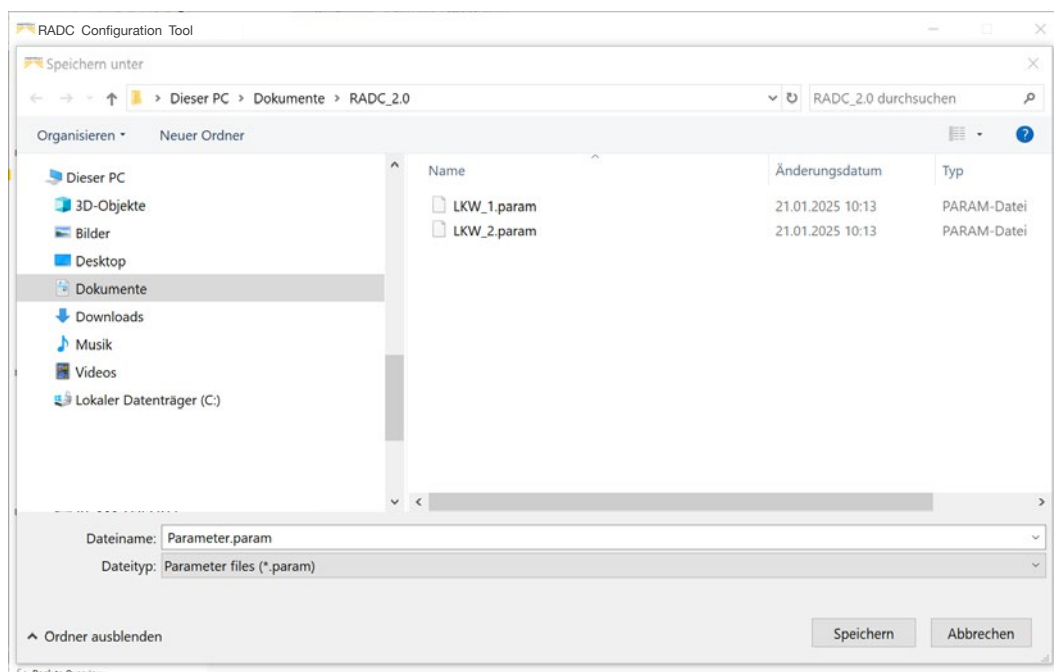 RADC Configuration Tool
Speichern unter
Dieser PC > Dokumente > RADC_2.0
RADC_2.0 durchsuchen
Organisieren
Neuer Ordner
Dieser PC
3D-Objekte
Bilder
Desktop
Dokumente
Downloads
Musik
Videos
Lokaler Datenträger (C:)
Name Änderungsdatum Typ
LKW_1.param 21.01.2025 10:13 PARAM-Datei
LKW_2.param 21.01.2025 10:13 PARAM-Datei
Dateiname: Parameter.param
Dateityp: Parameter files (*.param)
Ordner ausblenden
Speichern
Abbrechen